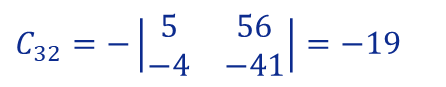 C₃₂ = − | 5 56 | = −19
| −4 −41 |